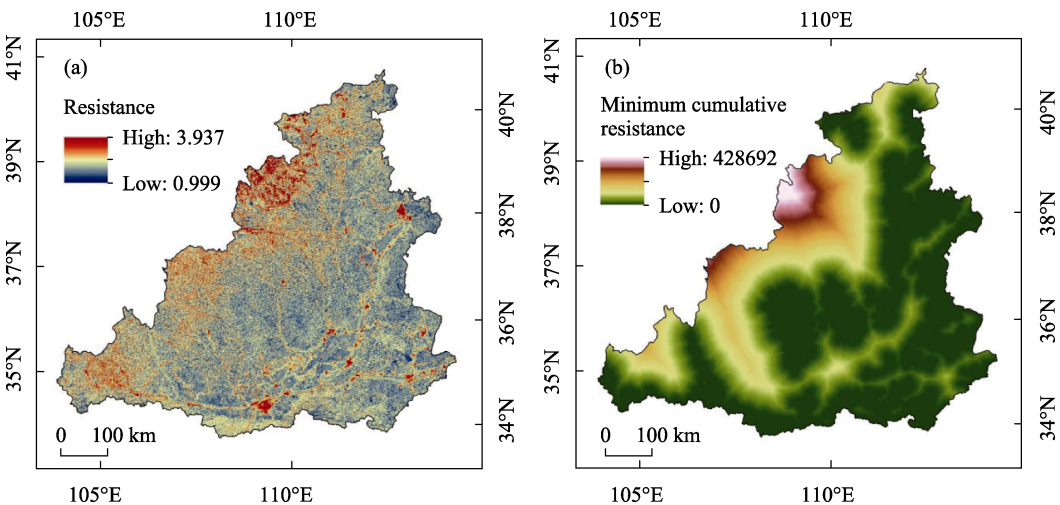 105°E 110°E
41°N
39°N
37°N
35°N
(a)
Resistance
High: 3.937
Low: 0.999
0 100 km
40°N
38°N
36°N
34°N
105°E 110°E
105°E 110°E
41°N
39°N
37°N
35°N
(b)
Minimum cumulative
resistance
High: 428692
Low: 0
0 100 km
40°N
38°N
36°N
34°N
105°E 110°E